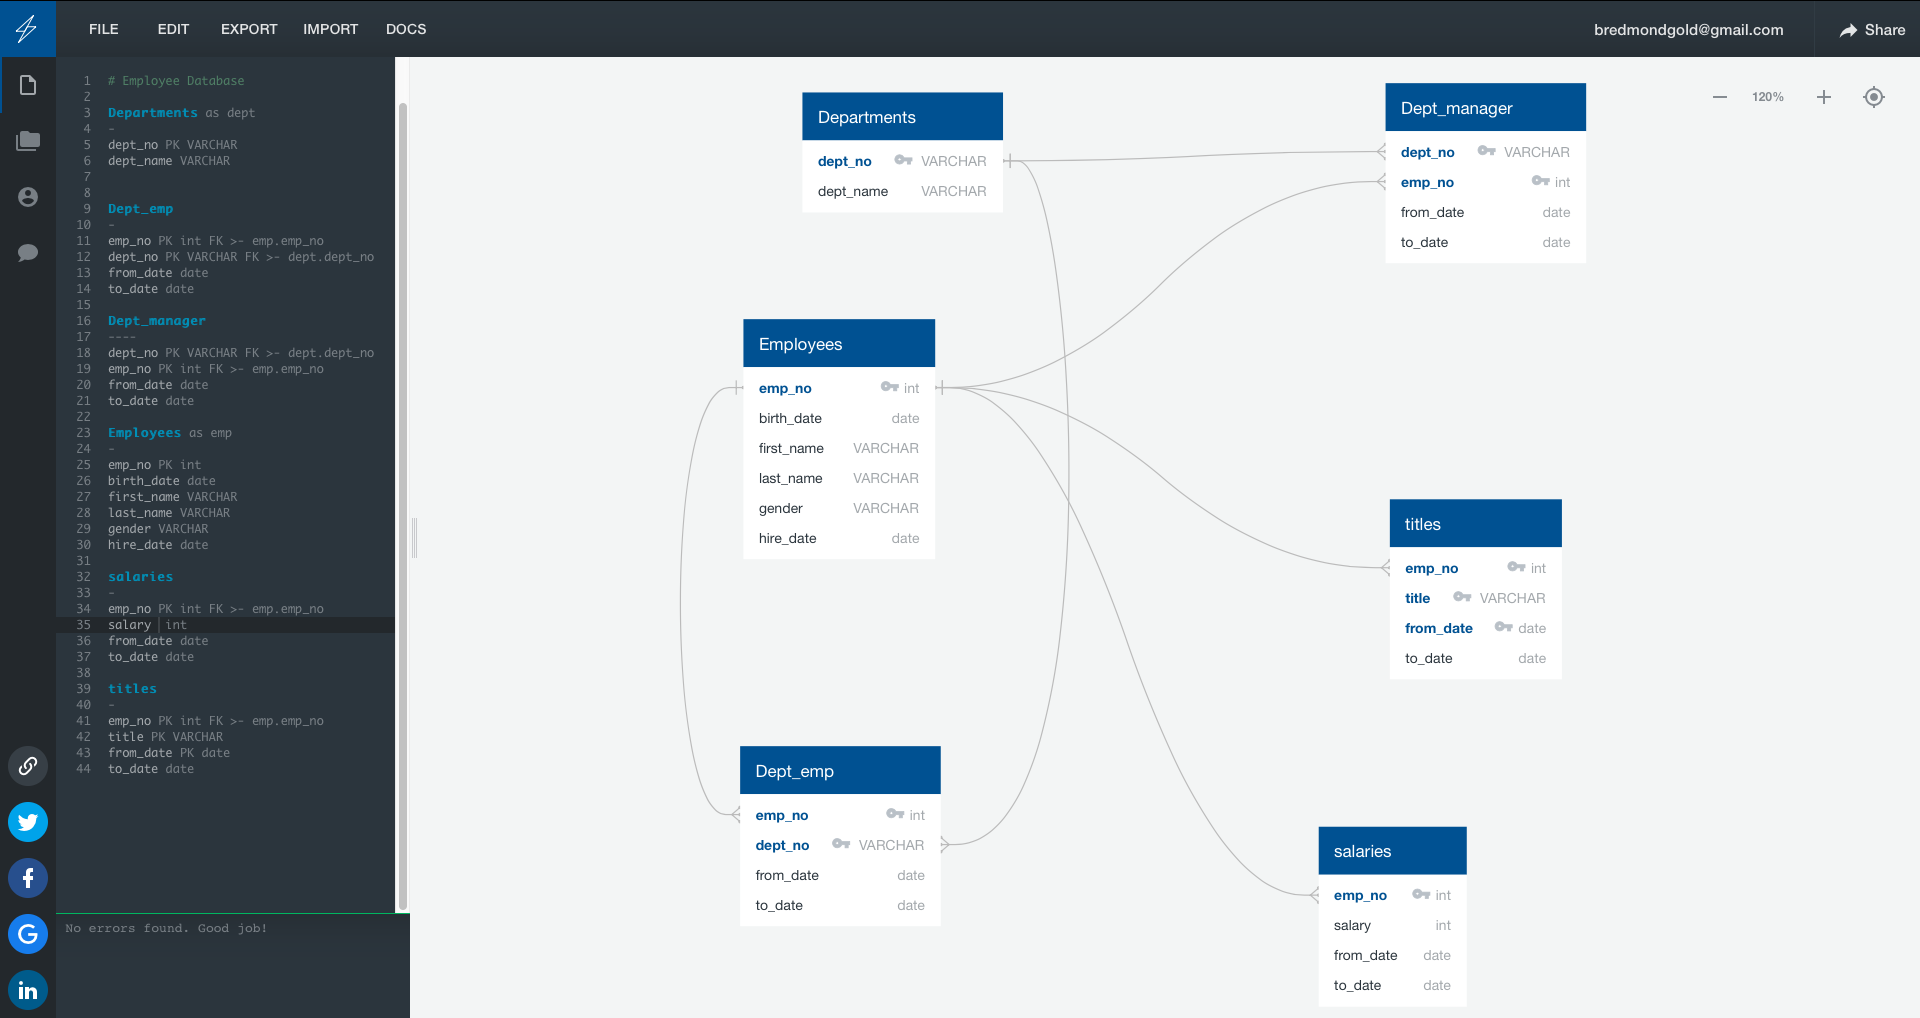 FILE EDIT EXPORT IMPORT DOCS
bredmondgold@gmail.com Share
1 # Employee Database
2
3 Departments as dept
4 -
5 dept_no PK VARCHAR
6 dept_name VARCHAR
7
8
9 Dept_emp
10 -
11 emp_no PK int FK >- emp.emp_no
12 dept_no PK VARCHAR FK >- dept.dept_no
13 from_date date
14 to_date date
15
16 Dept_manager
17 ----
18 dept_no PK VARCHAR FK >- dept.dept_no
19 emp_no PK int FK >- emp.emp_no
20 from_date date
21 to_date date
22
23 Employees as emp
24 -
25 emp_no PK int
26 birth_date date
27 first_name VARCHAR
28 last_name VARCHAR
29 gender VARCHAR
30 hire_date date
31
32 salaries
33 -
34 emp_no PK int FK >- emp.emp_no
35 salary int
36 from_date date
37 to_date date
38
39 titles
40 -
41 emp_no PK int FK >- emp.emp_no
42 title PK VARCHAR
43 from_date PK date
44 to_date date
No errors found. Good job!
f
G
in
120%
Departments
dept_no VARCHAR
dept_name VARCHAR
Dept_manager
dept_no VARCHAR
emp_no int
from_date date
to_date date
Employees
emp_no int
birth_date date
first_name VARCHAR
last_name VARCHAR
gender VARCHAR
hire_date date
titles
emp_no int
title VARCHAR
from_date date
to_date date
Dept_emp
emp_no int
dept_no VARCHAR
from_date date
to_date date
salaries
emp_no int
salary int
from_date date
to_date date